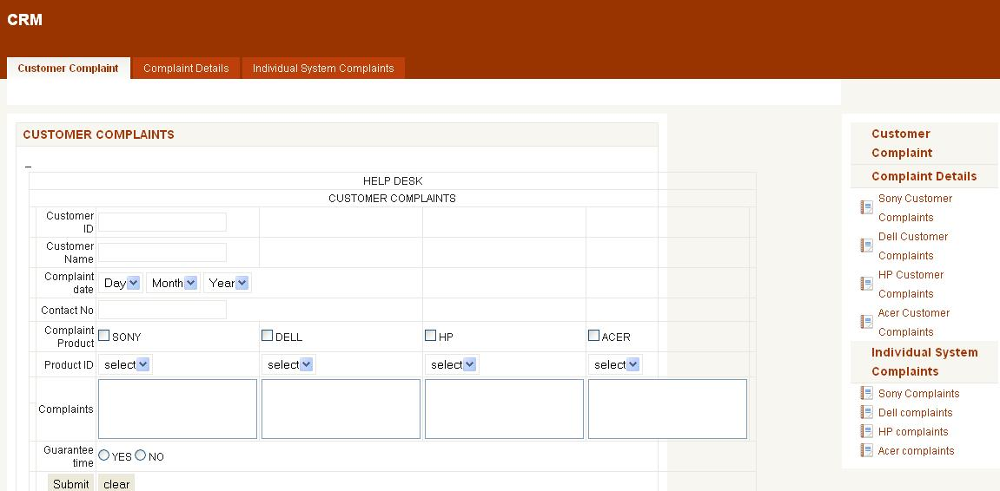 CRM
Customer Complaint Complaint Details Individual System Complaints
CUSTOMER COMPLAINTS
_
HELP DESK
CUSTOMER COMPLAINTS
Customer
ID
Customer
Name
Complaint
date
Day Month Year
Contact No
Complaint
Product
SONY DELL HP ACER
Product ID select select select select
Complaints
Guarantee
time
YES NO
Submit clear
Customer
Complaint
Complaint Details
Sony Customer
Complaints
Dell Customer
Complaints
HP Customer
Complaints
Acer Customer
Complaints
Individual System
Complaints
Sony Complaints
Dell complaints
HP complaints
Acer complaints